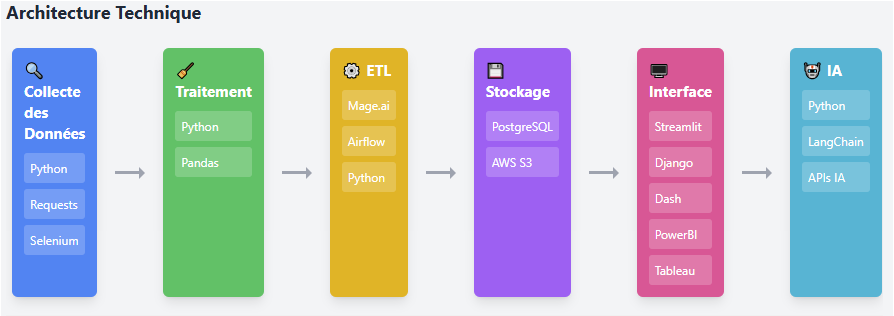 Architecture Technique
Collecte
des
Données
Python
Requests
Selenium
Traitement
Python
Pandas
ETL
Mage.ai
Airflow
Python
Stockage
PostgreSQL
AWS S3
Interface
Streamlit
Django
Dash
PowerBI
Tableau
IA
Python
LangChain
APIs IA